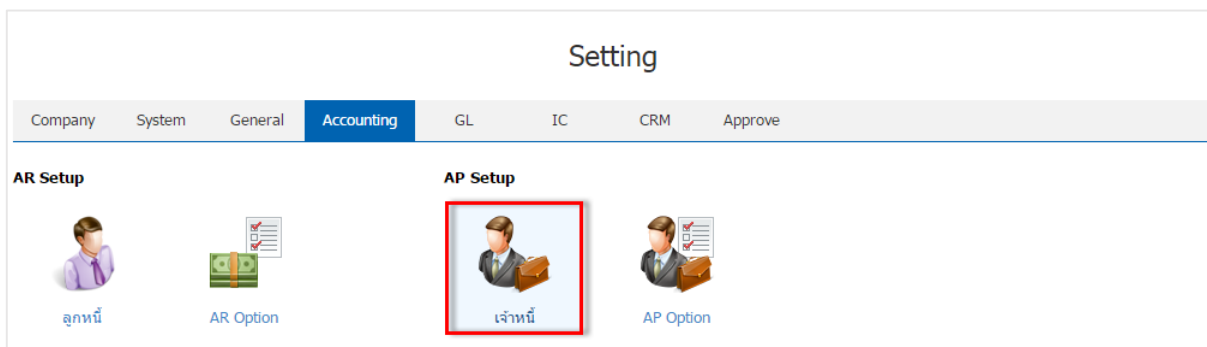 Setting
Company System General Accounting GL IC CRM Approve
AR Setup AP Setup
ลูกหนี้ AR Option เจ้าหนี้ AP Option